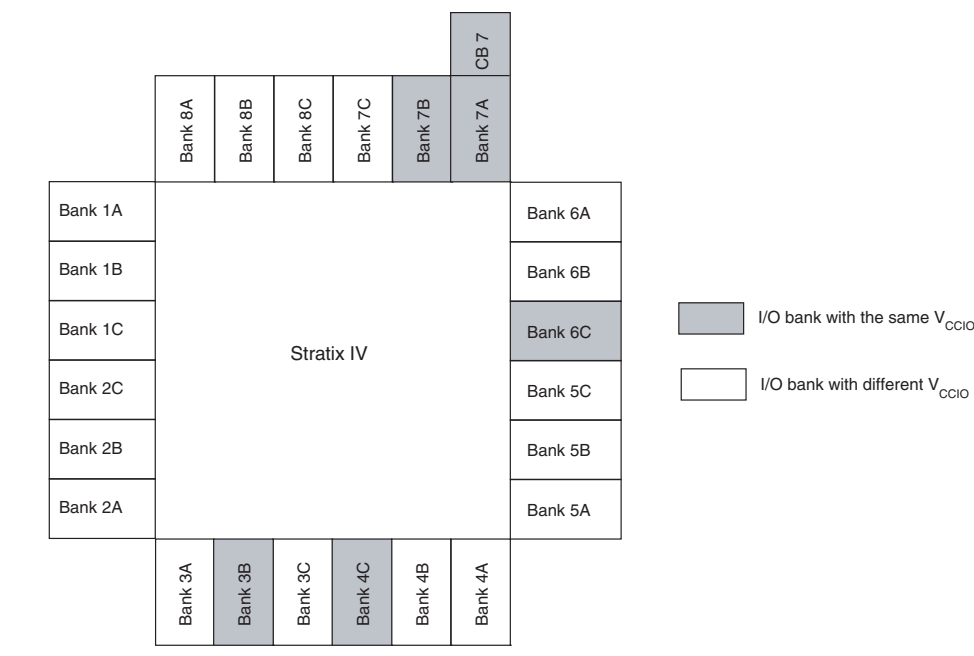 CB 7
Bank 8A
Bank 8B
Bank 8C
Bank 7C
Bank 7B
Bank 7A
Bank 1A
Bank 1B
Bank 1C
Bank 2C
Bank 2B
Bank 2A
Stratix IV
Bank 6A
Bank 6B
Bank 6C
Bank 5C
Bank 5B
Bank 5A
I/O bank with the same VCCIO
I/O bank with different VCCIO
Bank 3A
Bank 3B
Bank 3C
Bank 4C
Bank 4B
Bank 4A